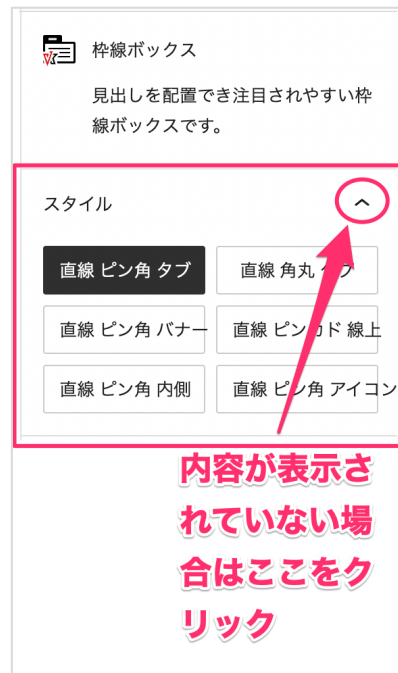 枠線ボックス
見出しを配置でき注目されやすい枠
線ボックスです。
スタイル
直線 ピン角 タブ
直線 角丸
直線 ピン角 バナー
直線 ピン 線上
直線 ピン角 内側
直線 ピン角 アイコン
内容が表示さ
れていない場
合はここをク
リック